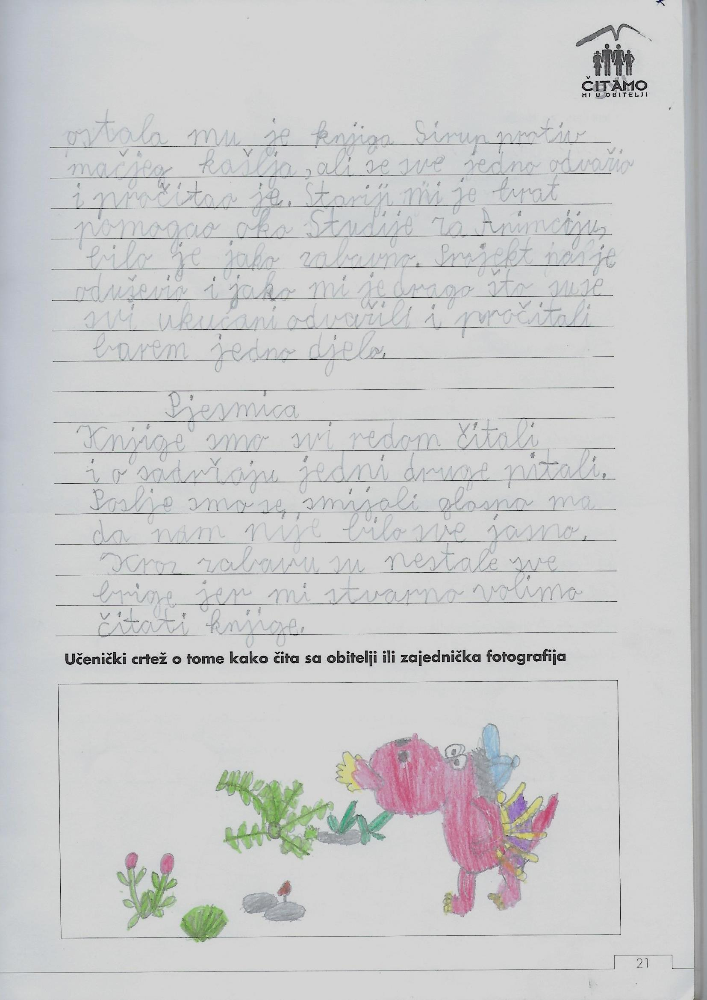 ČITAMO
MI U OBITELJI
ostala mu je knjiga Sirup protiv
mačjeg kašlja, ali se sve jedno odvažio
i pročitao je. Stariji mi je brat
pomogao oko Studije za Animciju,
bilo je jako zabavno. Projekt nas je
oduševio i jako mi je drago što su se
svi ukućani odvažili i pročitali
barem jedno djelo.
Pjesmica
Knjige smo svi redom čitali
i o sadržaju jedni druge pitali.
Poslje smo se smijali glasno ma
da nam nije bilo sve jasno.
Kroz zabavu su nestale sve
brige jer mi stvarno volimo
čitati knjige.
Učenički crtež o tome kako čita sa obitelji ili zajednička fotografija
21